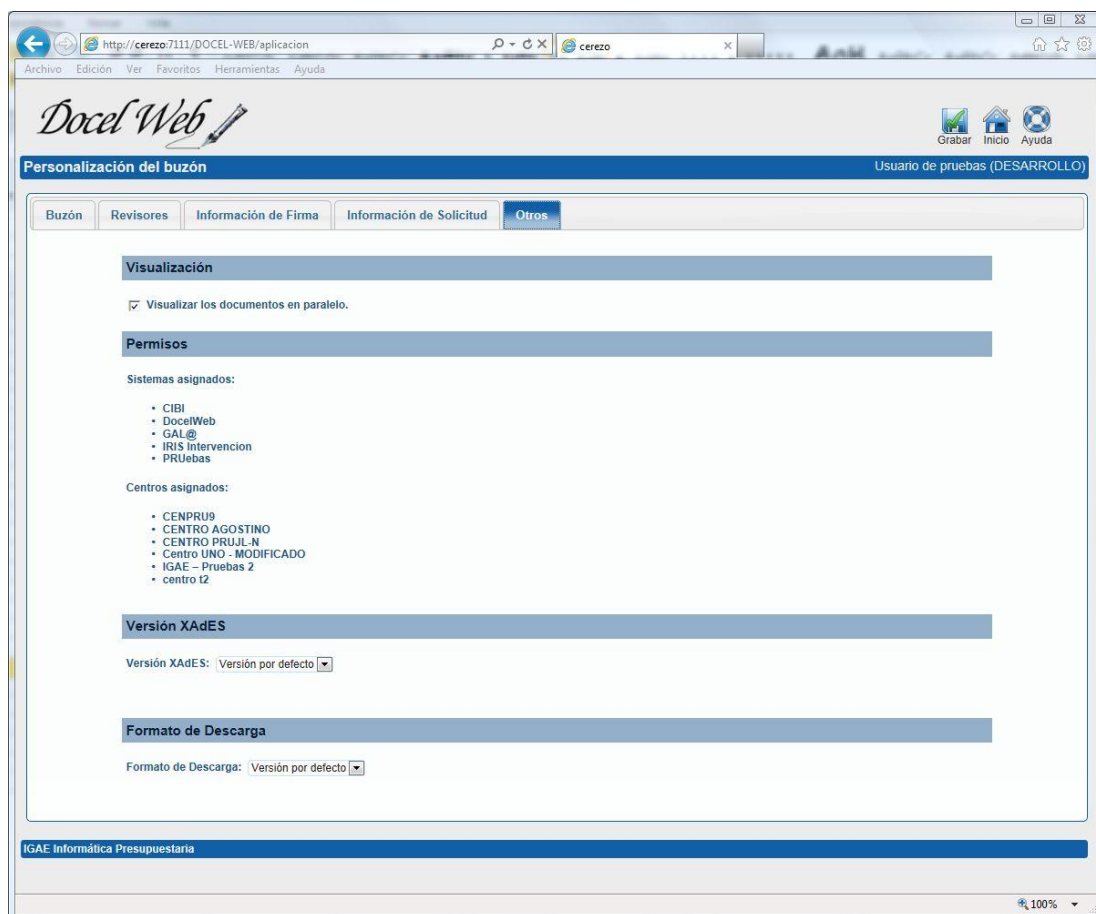 http://cerezo:7111/DOCEL-WEB/aplicacion
cerezo
Archivo Edición Ver Favoritos Herramientas Ayuda
Docel Web
Grabar Inicio Ayuda
Personalización del buzón
Usuario de pruebas (DESARROLLO)
Buzón Revisores Información de Firma Información de Solicitud Otros
Visualización
Visualizar los documentos en paralelo.
Permisos
Sistemas asignados:
• CIBI
• DocelWeb
• GAL@
• IRIS Intervencion
• PRUebas
Centros asignados:
• CENPRU9
• CENTRO AGOSTINO
• CENTRO PRUJL-N
• Centro UNO - MODIFICADO
• IGAE – Pruebas 2
• centro t2
Versión XAdES
Versión XAdES: Versión por defecto
Formato de Descarga
Formato de Descarga: Versión por defecto
IGAE Informática Presupuestaria
100%